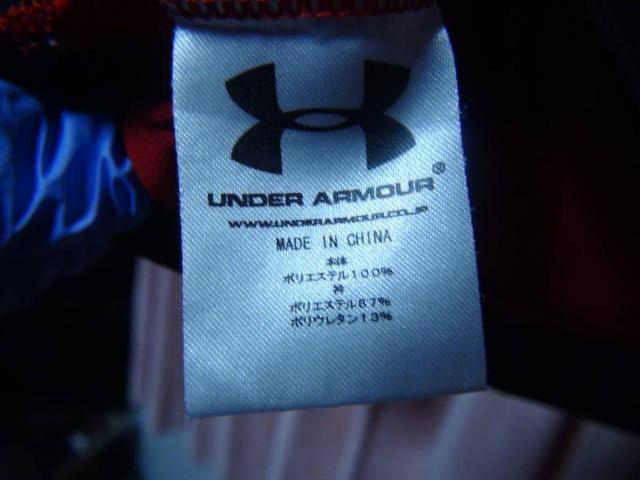 UNDER ARMOUR®
WWW.UNDERARMOUR.CO.JP
MADE IN CHINA
本体
ポリエステル100%
衿
ポリエステル87%
ポリウレタン13%